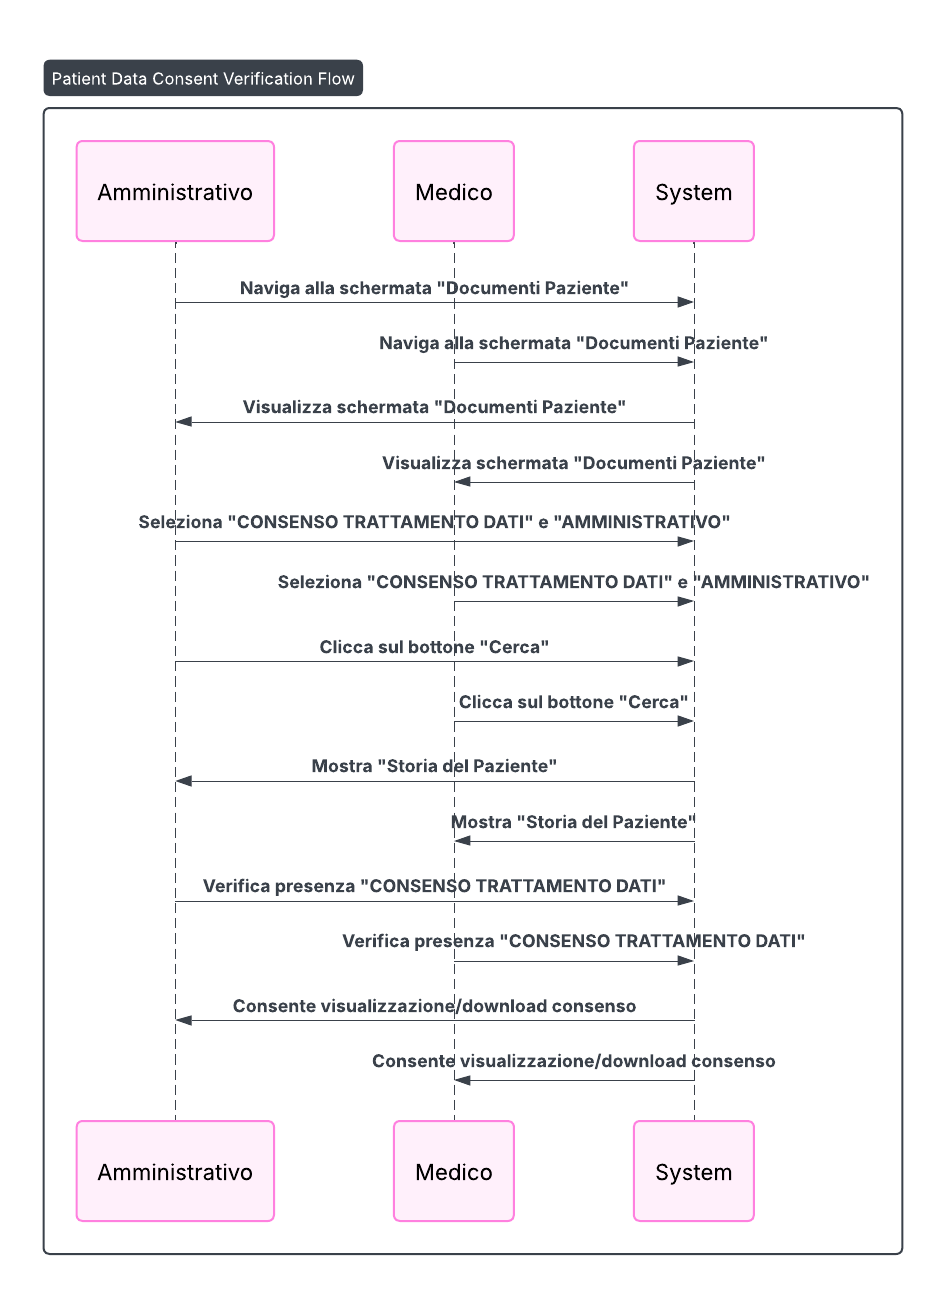 Patient Data Consent Verification Flow
Amministrativo
Medico
System
Naviga alla schermata "Documenti Paziente"
Naviga alla schermata "Documenti Paziente"
Visualizza schermata "Documenti Paziente"
Visualizza schermata "Documenti Paziente"
Seleziona "CONSENSO TRATTAMENTO DATI" e "AMMINISTRATIVO"
Seleziona "CONSENSO TRATTAMENTO DATI" e "AMMINISTRATIVO"
Clicca sul bottone "Cerca"
Clicca sul bottone "Cerca"
Mostra "Storia del Paziente"
Mostra "Storia del Paziente"
Verifica presenza "CONSENSO TRATTAMENTO DATI"
Verifica presenza "CONSENSO TRATTAMENTO DATI"
Consente visualizzazione/download consenso
Consente visualizzazione/download consenso
Amministrativo
Medico
System